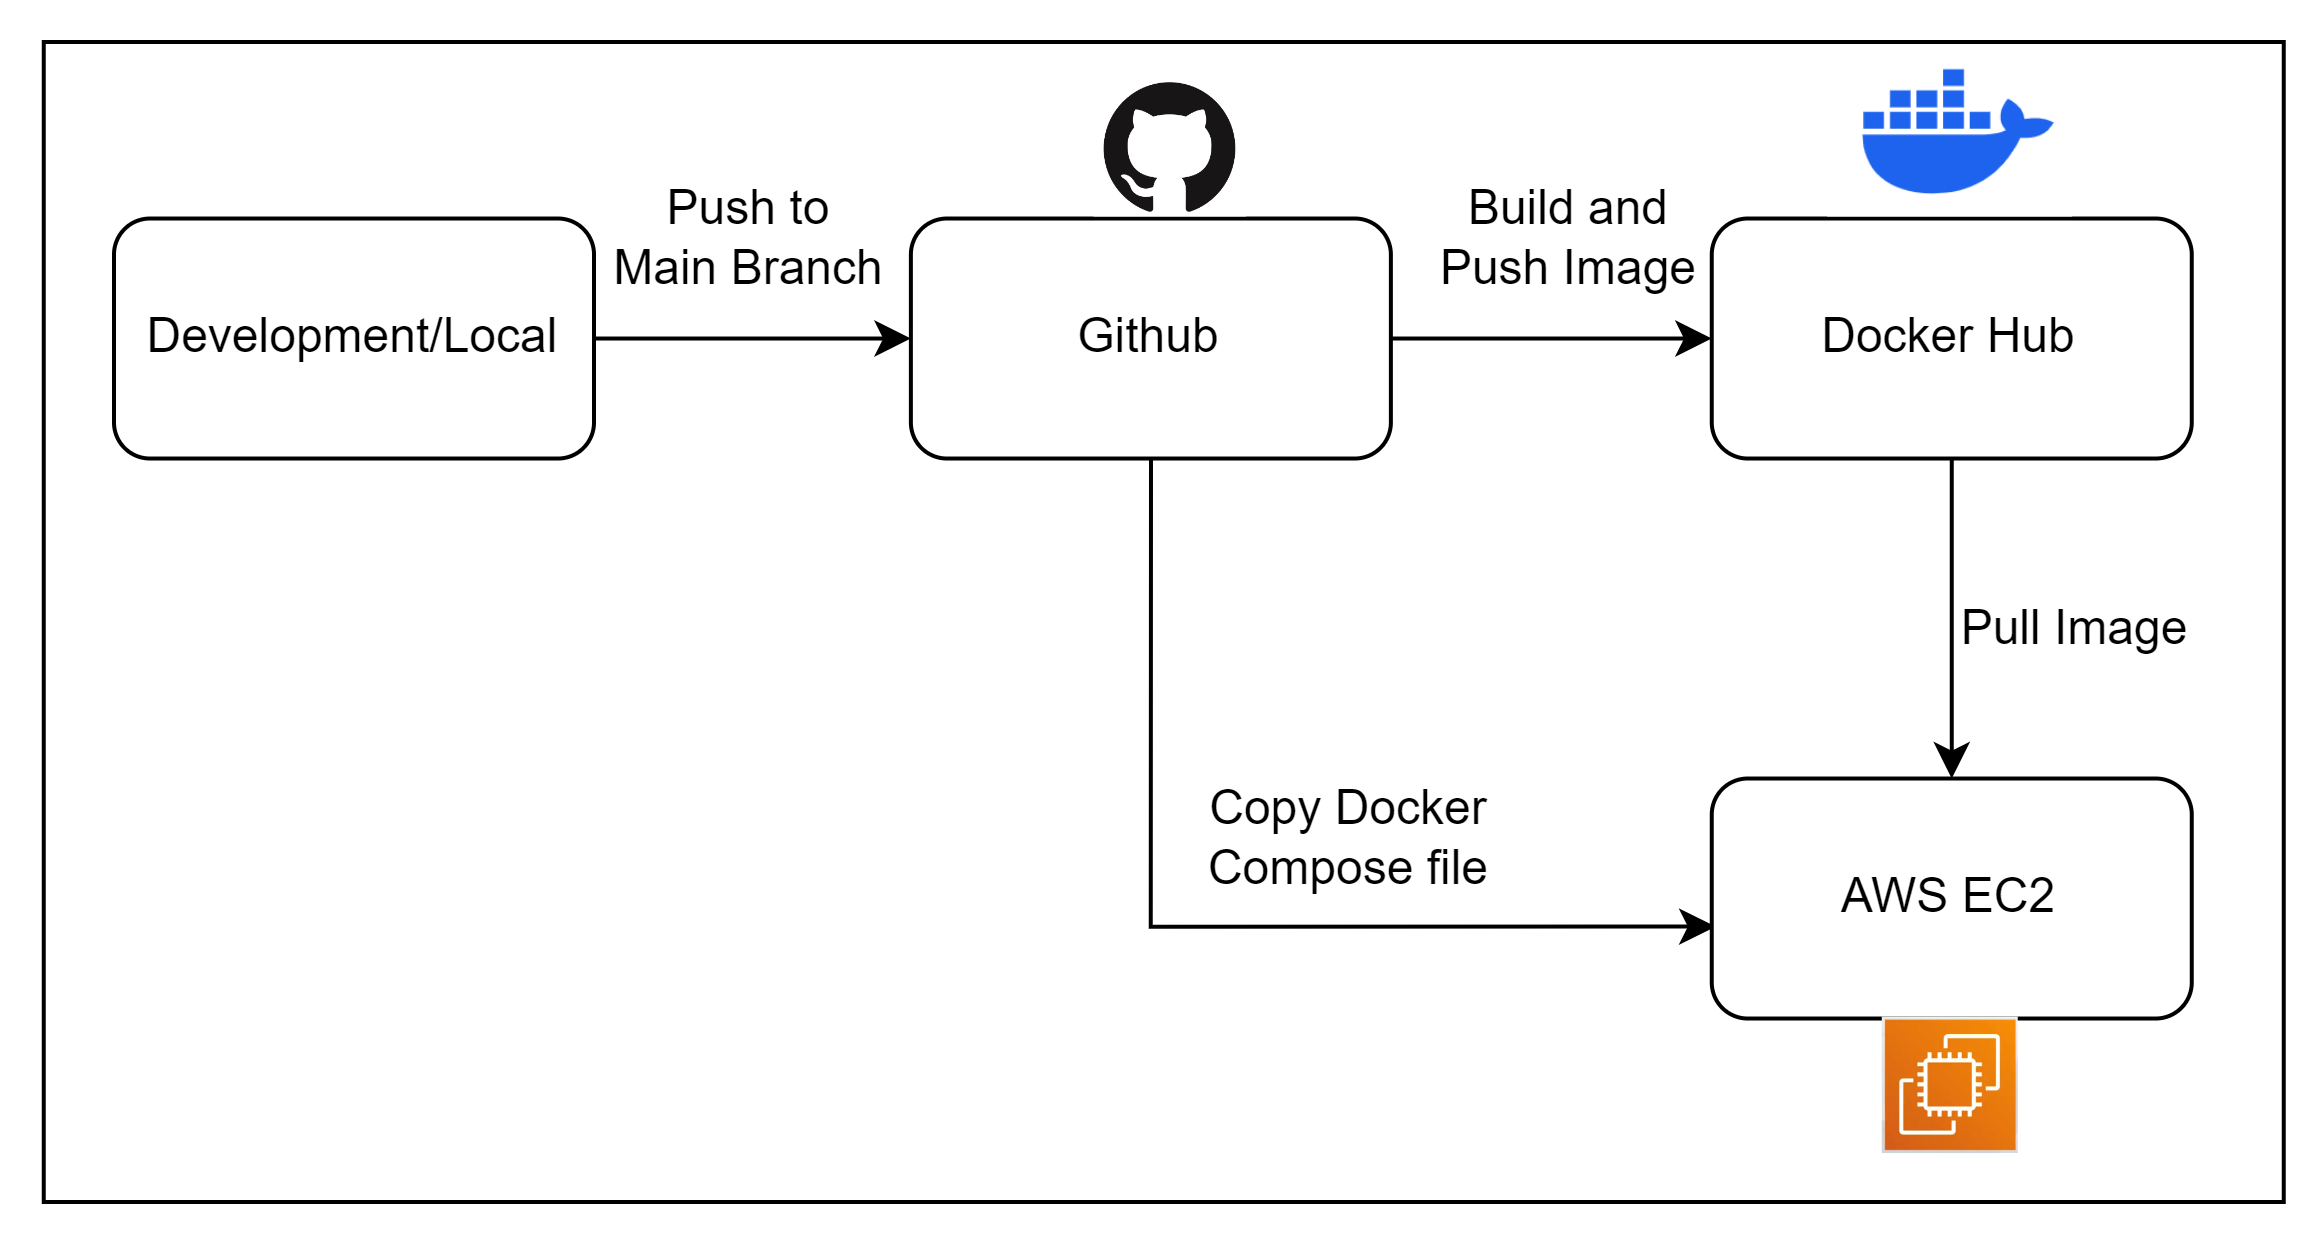 Push to
Main Branch
Build and
Push Image
Development/Local
Github
Docker Hub
Pull Image
Copy Docker
Compose file
AWS EC2